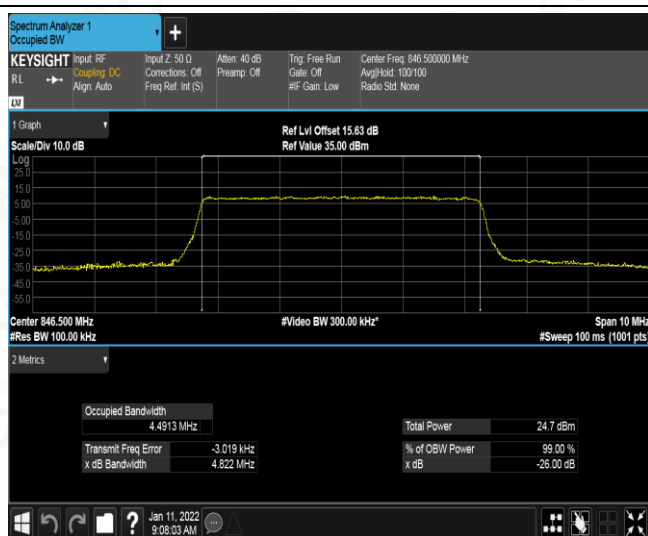 Spectrum Analyzer 1
Occupied BW
+
KEYSIGHT
RL
LXI
Input: RF
Coupling: DC
Align: Auto
Input Z: 50 Ω
Corrections: Off
Freq Ref: Int (S)
Atten: 40 dB
Preamp: Off
Trig: Free Run
Gate: Off
#IF Gain: Low
Center Freq: 846.500000 MHz
Avg|Hold: 100/100
Radio Std: None
1 Graph
Scale/Div 10.0 dB
Ref Lvl Offset 15.63 dB
Ref Value 35.00 dBm
Log
25.0
15.0
5.00
-5.00
-15.0
-25.0
-35.0
-45.0
-55.0
Center 846.500 MHz
#Res BW 100.00 kHz
#Video BW 300.00 kHz*
Span 10 MHz
#Sweep 100 ms (1001 pts)
2 Metrics
Occupied Bandwidth
4.4913 MHz
Total Power 24.7 dBm
Transmit Freq Error -3.019 kHz
% of OBW Power 99.00 %
x dB Bandwidth 4.822 MHz
x dB -26.00 dB
?
Jan 11, 2022
9:08:03 AM